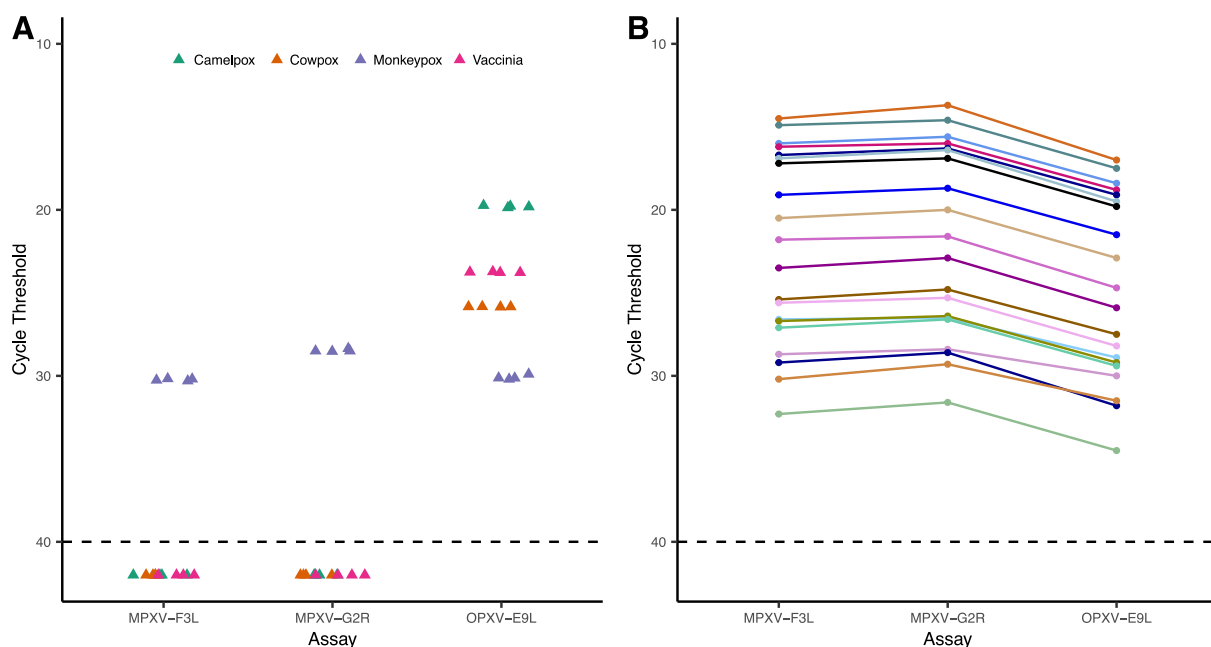 A
Camelpox Cowpox Monkeypox Vaccinia
10
20
30
40
Cycle Threshold
MPXV−F3L MPXV−G2R OPXV−E9L
Assay
B
10
20
30
40
Cycle Threshold
MPXV−F3L MPXV−G2R OPXV−E9L
Assay